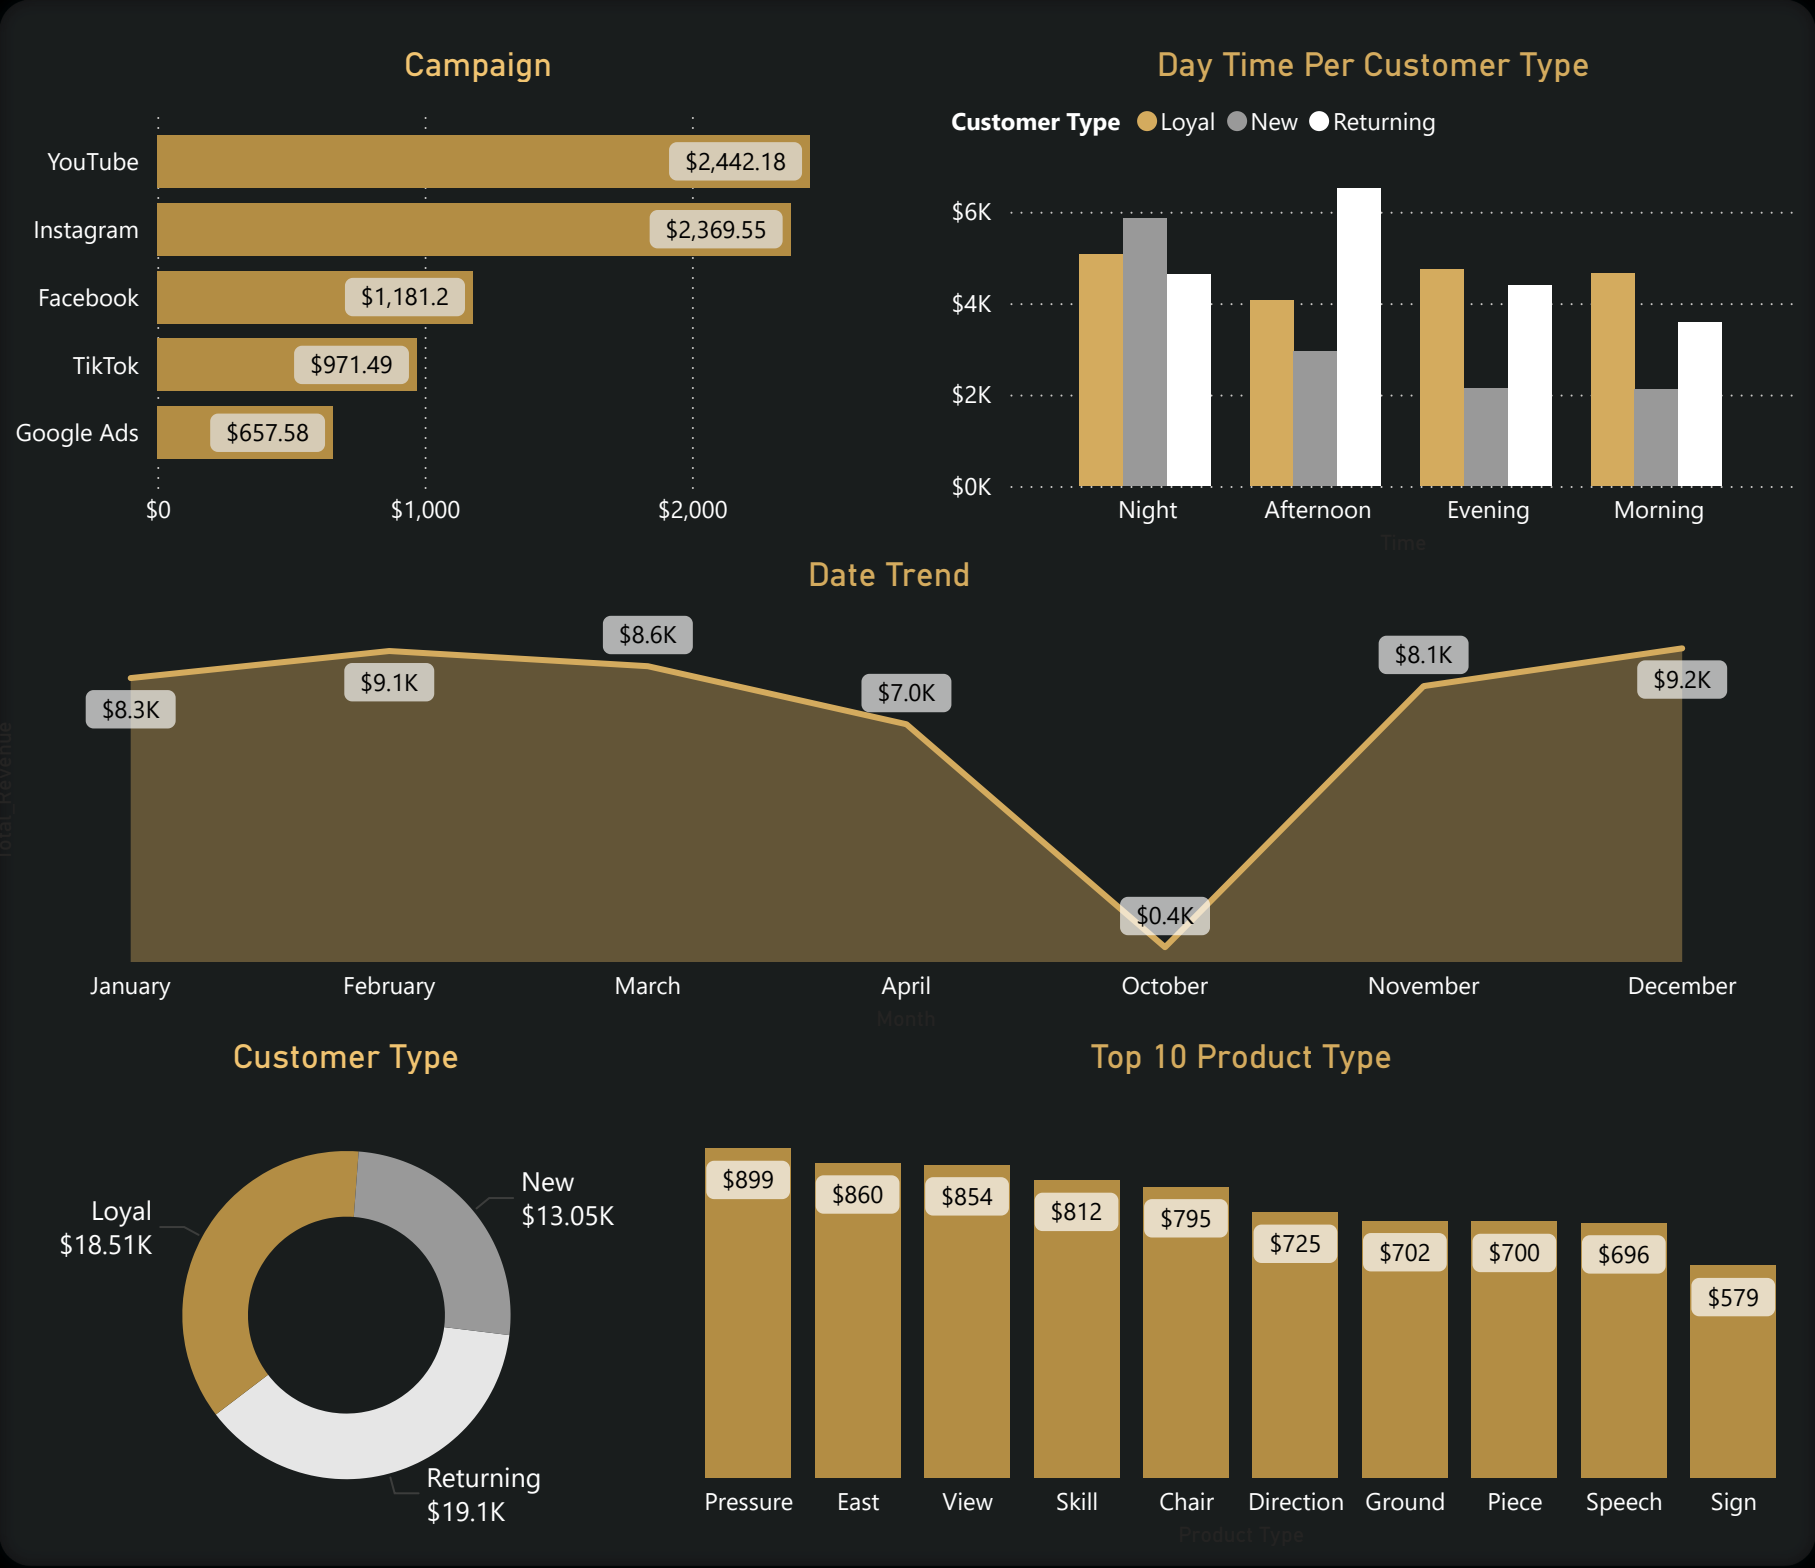 Campaign
YouTube
$2,442.18
Instagram
$2,369.55
Facebook
$1,181.2
TikTok
$971.49
Google Ads
$657.58
$0
$1,000
$2,000
Day Time Per Customer Type
Customer Type
Loyal
New
Returning
$6K
$4K
$2K
$0K
Night
Afternoon
Evening
Morning
Time
Date Trend
Total_Revenue
$8.3K
$9.1K
$8.6K
$7.0K
$0.4K
$8.1K
$9.2K
January
February
March
April
October
November
December
Month
Customer Type
Loyal
$18.51K
New
$13.05K
Returning
$19.1K
Top 10 Product Type
$899
$860
$854
$812
$795
$725
$702
$700
$696
$579
Pressure
East
View
Skill
Chair
Direction
Ground
Piece
Speech
Sign
Product Type